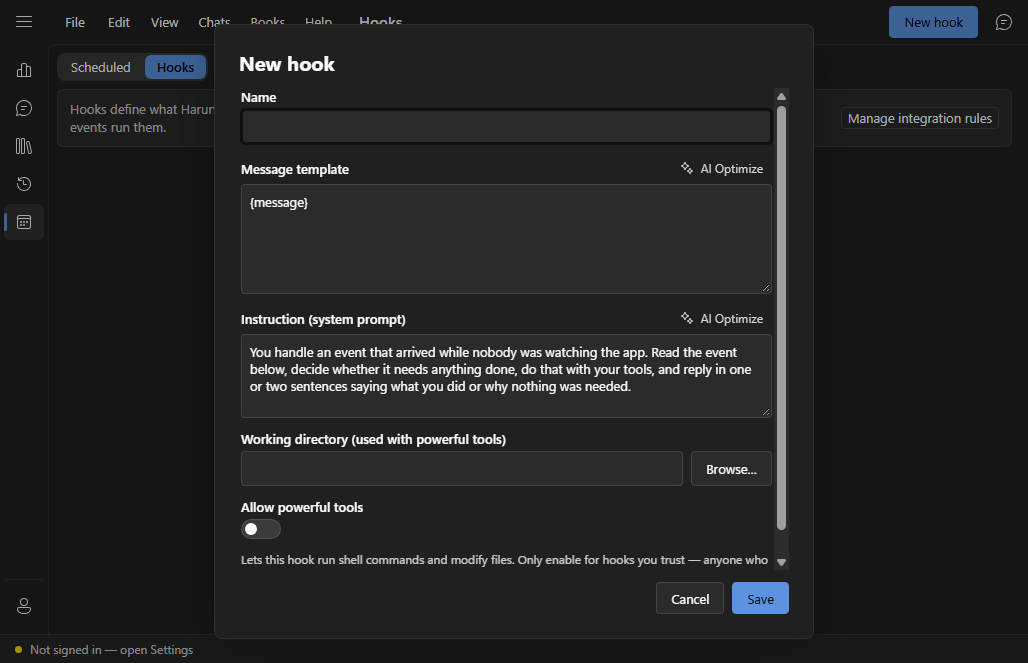 File Edit View Chats Books Help Hooks New hook
Scheduled Hooks
Hooks define what Harun
events run them.
Manage integration rules
New hook
Name
Message template AI Optimize
{message}
Instruction (system prompt) AI Optimize
You handle an event that arrived while nobody was watching the app. Read the event
below, decide whether it needs anything done, do that with your tools, and reply in one
or two sentences saying what you did or why nothing was needed.
Working directory (used with powerful tools)
Browse...
Allow powerful tools
Lets this hook run shell commands and modify files. Only enable for hooks you trust — anyone who
Cancel Save
Not signed in — open Settings